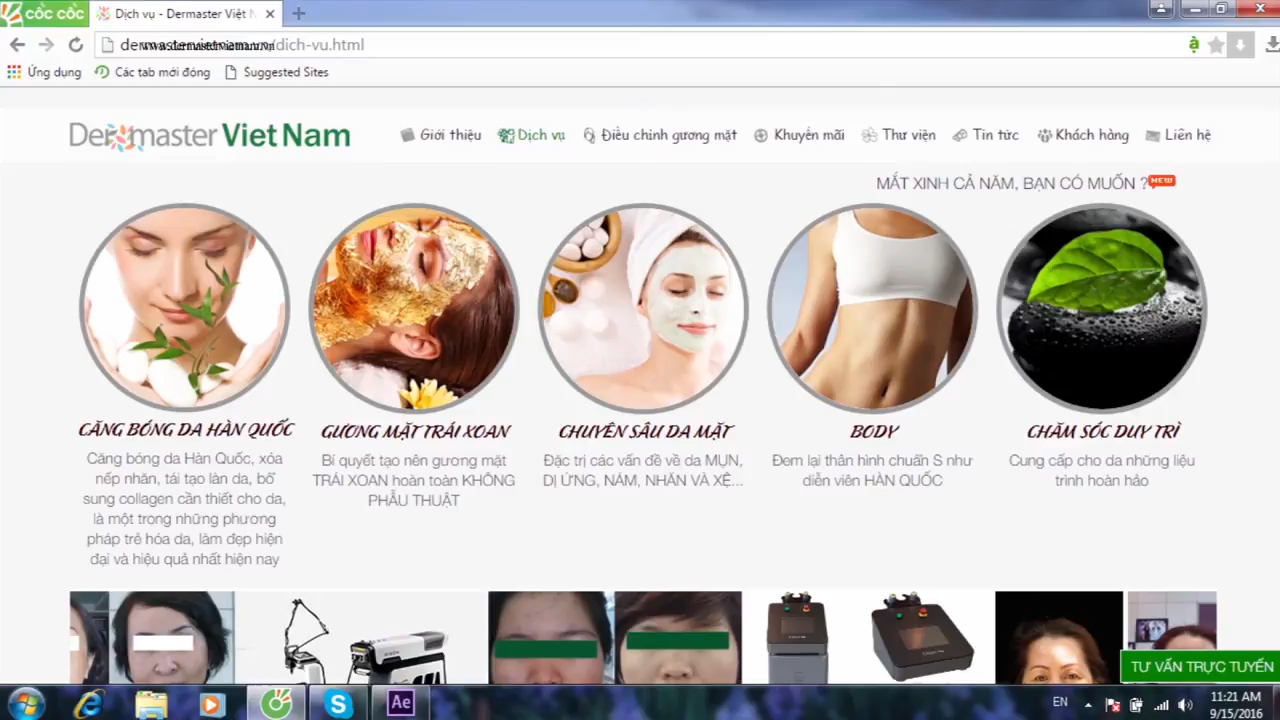 cốc cốc
Dịch vụ - Dermaster Việt N
dermastervietnam.vn/dich-vu.html
Ứng dụng
Các tab mới đóng
Suggested Sites
Dermaster Viet Nam
Giới thiệu
Dịch vụ
Điều chỉnh gương mặt
Khuyến mãi
Thư viện
Tin tức
Khách hàng
Liên hệ
MẮT XINH CẢ NĂM, BẠN CÓ MUỐN ? NEW
CĂNG BÓNG DA HÀN QUỐC
Căng bóng da Hàn Quốc, xóa
nếp nhăn, tái tạo làn da, bổ
sung collagen cần thiết cho da,
là một trong những phương
pháp trẻ hóa da, làm đẹp hiện
đại và hiệu quả nhất hiện nay
GƯƠNG MẶT TRÁI XOAN
Bí quyết tạo nên gương mặt
TRÁI XOAN hoàn toàn KHÔNG
PHẪU THUẬT
CHUYÊN SÂU DA MẶT
Đặc trị các vấn đề về da MỤN,
DỊ ỨNG, NÁM, NHĂN VÀ XỆ...
BODY
Đem lại thân hình chuẩn S như
diễn viên HÀN QUỐC
CHĂM SÓC DUY TRÌ
Cung cấp cho da những liệu
trình hoàn hảo
TƯ VẤN TRỰC TUYẾN
Ae
EN
11:21 AM
9/15/2016